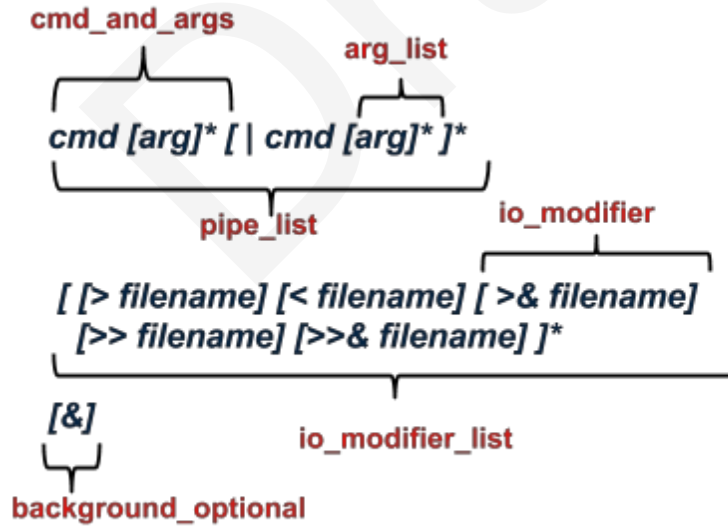 cmd_and_args
arg_list
cmd [arg]* [ | cmd [arg]* ]*
pipe_list
io_modifier
[ [> filename] [< filename] [ >& filename]
[>> filename] [>>& filename] ]*
[&]
io_modifier_list
background_optional